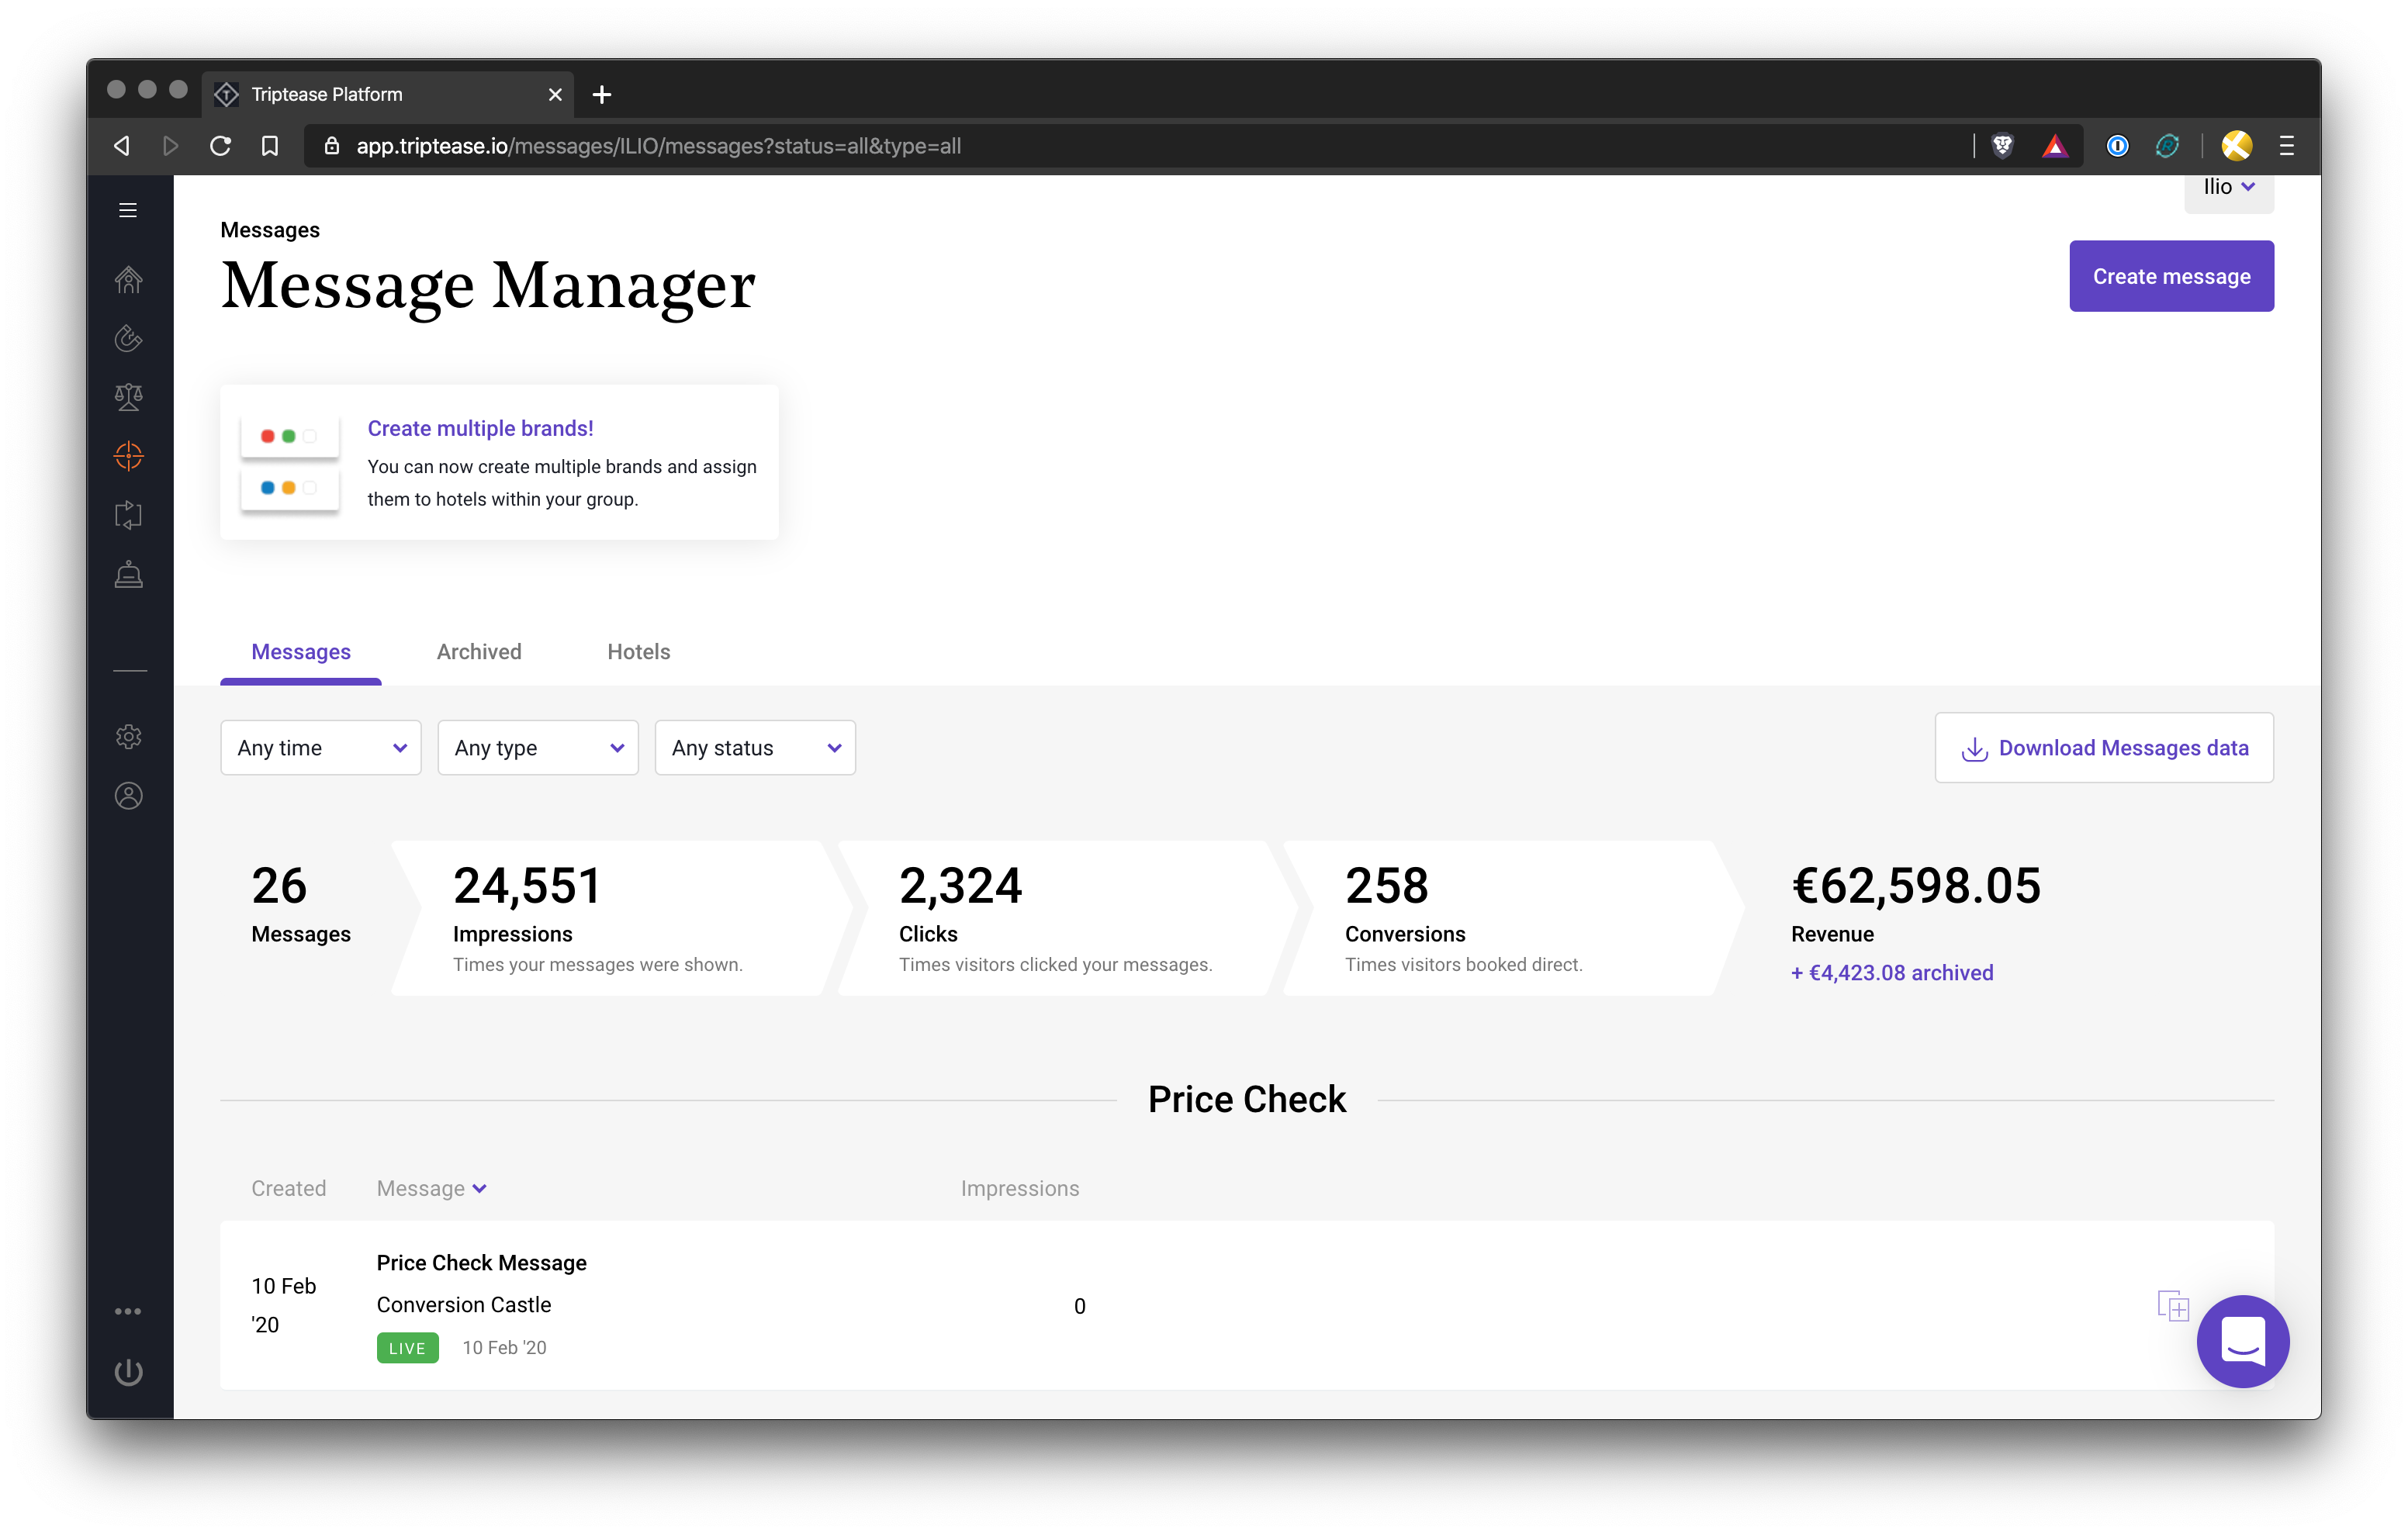 Triptease Platform
app.triptease.io/messages/ILIO/messages?status=all&type=all
Ilio
Messages
Message Manager
Create message
Create multiple brands!
You can now create multiple brands and assign
them to hotels within your group.
Messages
Archived
Hotels
Any time
Any type
Any status
Download Messages data
26
Messages
24,551
Impressions
Times your messages were shown.
2,324
Clicks
Times visitors clicked your messages.
258
Conversions
Times visitors booked direct.
€62,598.05
Revenue
+ €4,423.08 archived
Price Check
Created
Message
Impressions
10 Feb
'20
Price Check Message
Conversion Castle
LIVE
10 Feb '20
0